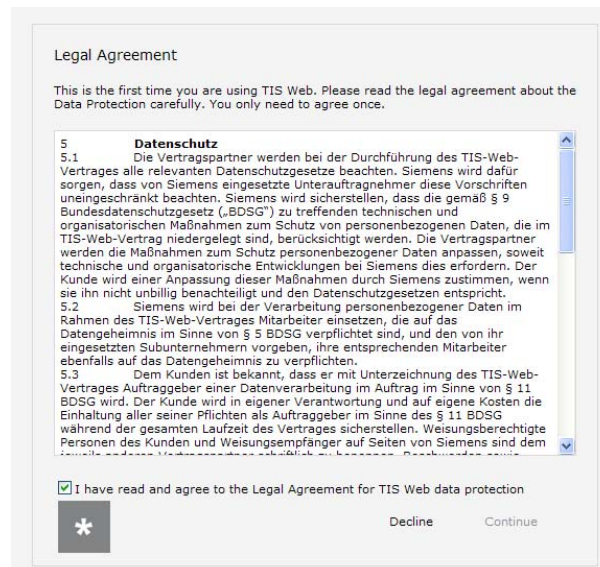 Legal Agreement
This is the first time you are using TIS Web. Please read the legal agreement about the
Data Protection carefully. You only need to agree once.
5 Datenschutz
5.1 Die Vertragspartner werden bei der Durchführung des TIS-Web-
Vertrages alle relevanten Datenschutzgesetze beachten. Siemens wird dafür
sorgen, dass von Siemens eingesetzte Unterauftragnehmer diese Vorschriften
uneingeschränkt beachten. Siemens wird sicherstellen, dass die gemäß § 9
Bundesdatenschutzgesetz („BDSG“) zu treffenden technischen und
organisatorischen Maßnahmen zum Schutz von personenbezogenen Daten, die im
TIS-Web-Vertrag niedergelegt sind, berücksichtigt werden. Die Vertragspartner
werden die Maßnahmen zum Schutz personenbezogener Daten anpassen, soweit
technische und organisatorische Entwicklungen bei Siemens dies erfordern. Der
Kunde wird einer Anpassung dieser Maßnahmen durch Siemens zustimmen, wenn
sie ihn nicht unbillig benachteiligt und den Datenschutzgesetzen entspricht.
5.2 Siemens wird bei der Verarbeitung personenbezogener Daten im
Rahmen des TIS-Web-Vertrages Mitarbeiter einsetzen, die auf das
Datengeheimnis im Sinne von § 5 BDSG verpflichtet sind, und den von ihr
eingesetzten Subunternehmern vorgeben, ihre entsprechenden Mitarbeiter
ebenfalls auf das Datengeheimnis zu verpflichten.
5.3 Dem Kunden ist bekannt, dass er mit Unterzeichnung des TIS-Web-
Vertrages Auftraggeber einer Datenverarbeitung im Auftrag im Sinne von § 11
BDSG wird. Der Kunde wird in eigener Verantwortung und auf eigene Kosten die
Einhaltung aller seiner Pflichten als Auftraggeber im Sinne des § 11 BDSG
während der gesamten Laufzeit des Vertrages sicherstellen. Weisungsberechtigte
Personen des Kunden und Weisungsempfänger auf Seiten von Siemens sind dem
I have read and agree to the Legal Agreement for TIS Web data protection
*
Decline Continue